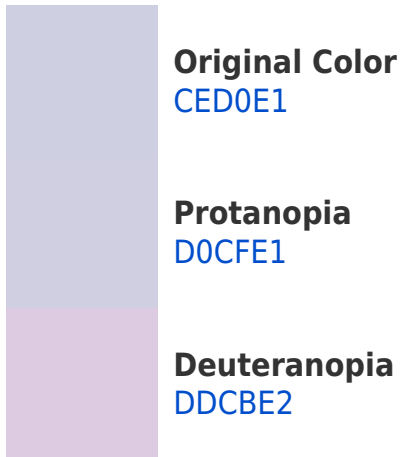 Original Color
CED0E1
Protanopia
D0CFE1
Deuteranopia
DDCBE2